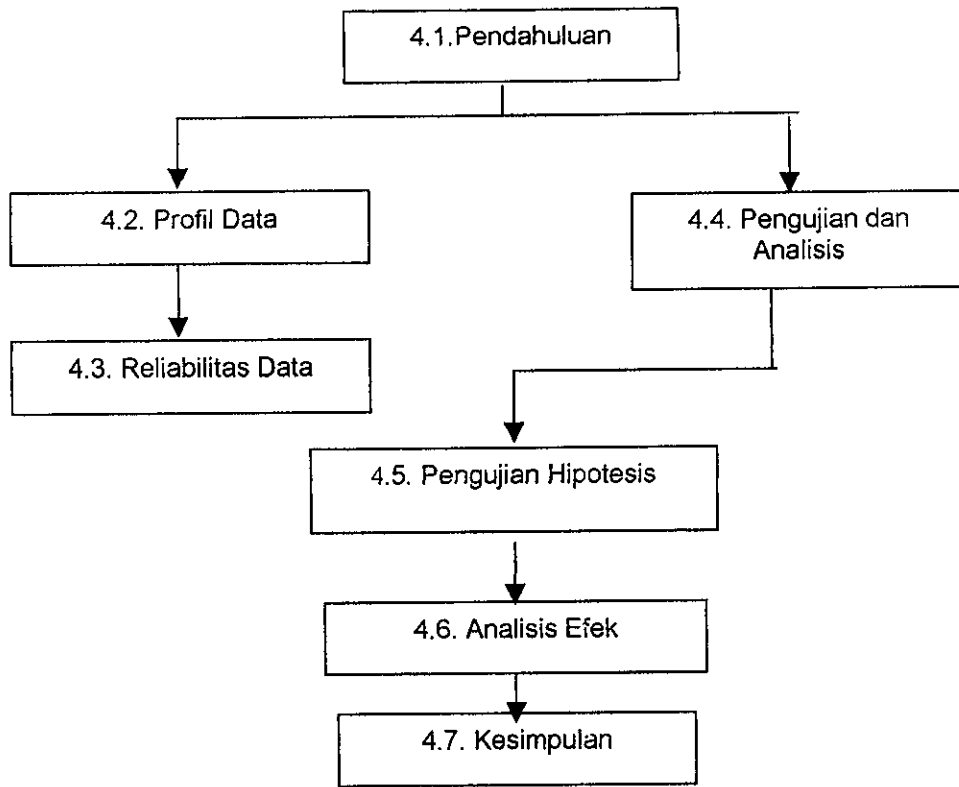 4.1.Pendahuluan
4.2. Profil Data
4.4. Pengujian dan
Analisis
4.3. Reliabilitas Data
4.5. Pengujian Hipotesis
4.6. Analisis Efek
4.7. Kesimpulan